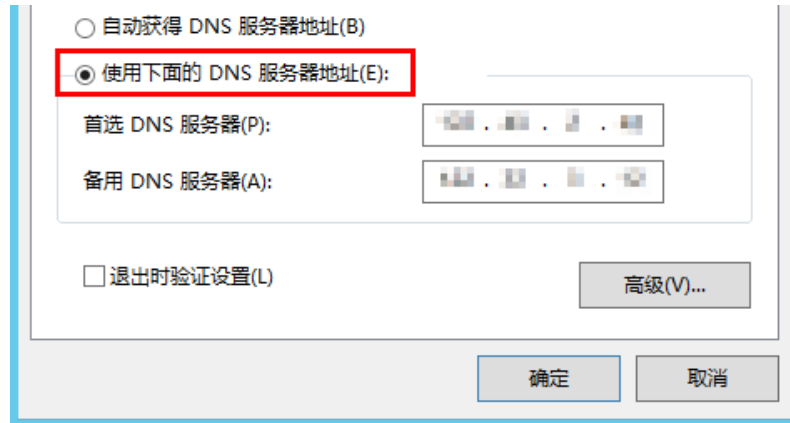 自动获得 DNS 服务器地址(B)
使用下面的 DNS 服务器地址(E):
首选 DNS 服务器(P):
备用 DNS 服务器(A):
退出时验证设置(L)
高级(V)...
确定
取消